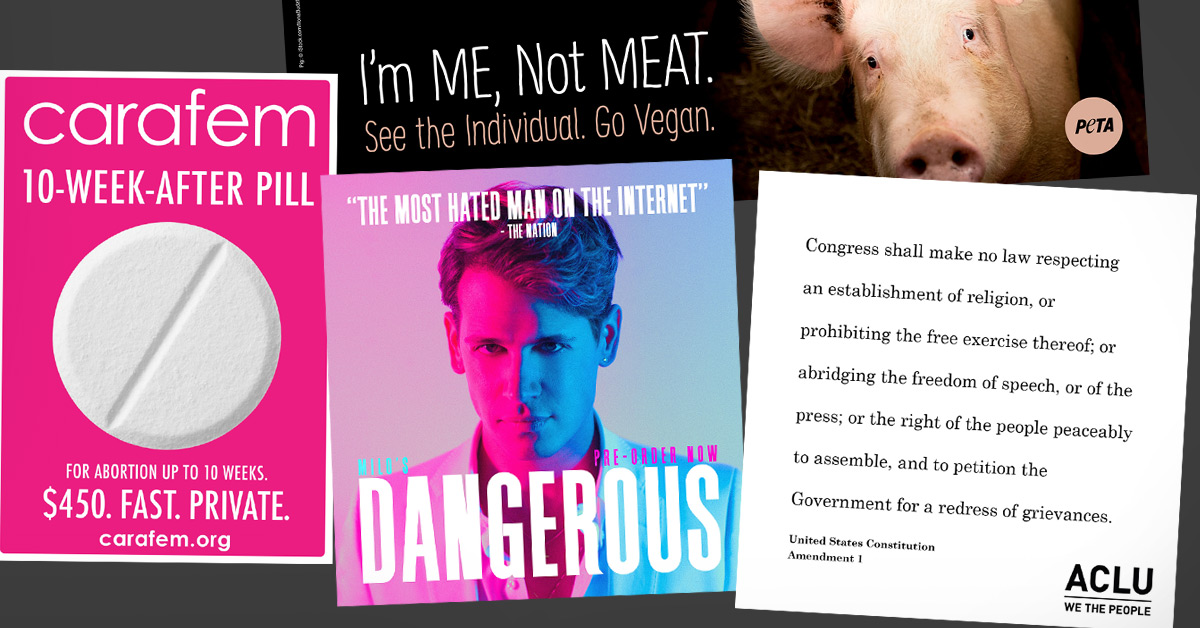 I'm ME, Not MEAT.
See the Individual. Go Vegan.
PeTA
carafem
10-WEEK-AFTER PILL
FOR ABORTION UP TO 10 WEEKS.
$450. FAST. PRIVATE.
carafem.org
"THE MOST HATED MAN ON THE INTERNET"
- THE NATION
MILO'S
PRE-ORDER NOW
DANGEROUS
Congress shall make no law respecting
an establishment of religion, or
prohibiting the free exercise thereof; or
abridging the freedom of speech, or of the
press; or the right of the people peaceably
to assemble, and to petition the
Government for a redress of grievances.
United States Constitution
Amendment 1
ACLU
WE THE PEOPLE